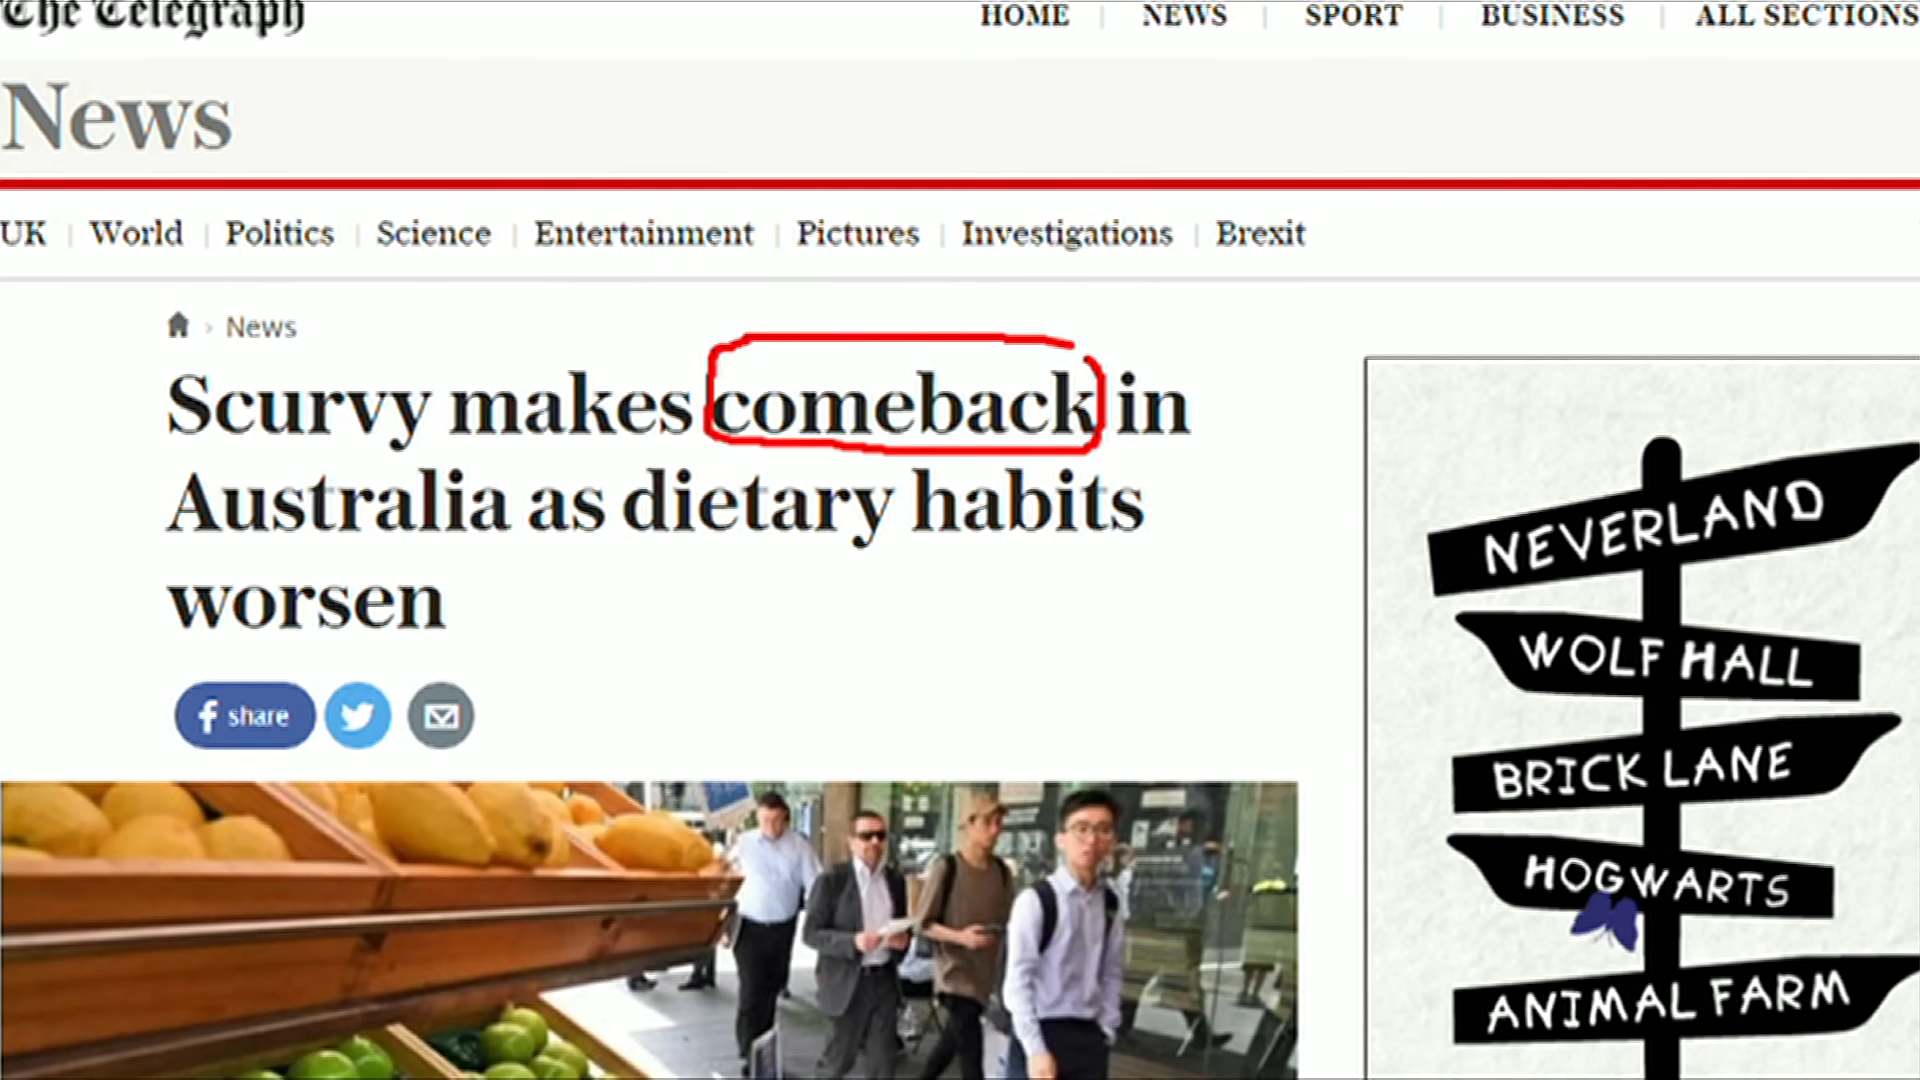 The Telegraph
HOME NEWS SPORT BUSINESS ALL SECTIONS
News
UK World Politics Science Entertainment Pictures Investigations Brexit
News
Scurvy makes comeback in
Australia as dietary habits
worsen
share
NEVERLAND
WOLF HALL
BRICK LANE
HOGWARTS
ANIMAL FARM